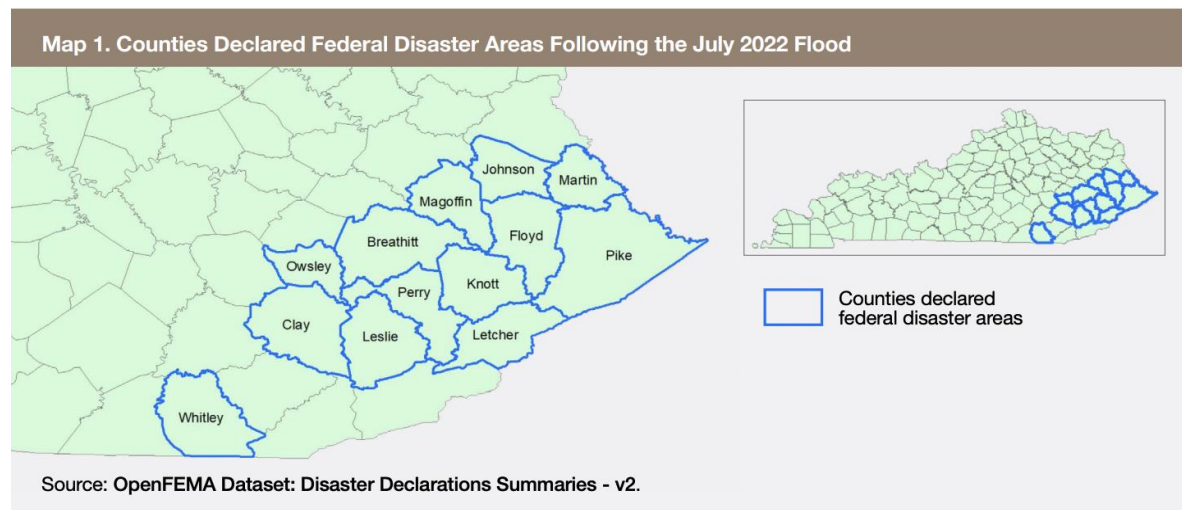 Map 1. Counties Declared Federal Disaster Areas Following the July 2022 Flood
Johnson
Martin
Magoffin
Floyd
Breathitt
Pike
Owsley
Knott
Perry
Clay
Leslie
Letcher
Whitley
Counties declared
federal disaster areas
Source: OpenFEMA Dataset: Disaster Declarations Summaries - v2.